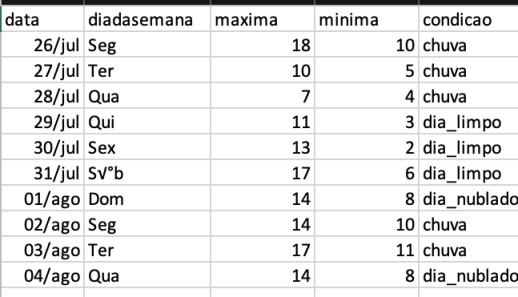 data diadasemana maxima minima condicao
26/jul Seg 18 10 chuva
27/jul Ter 10 5 chuva
28/jul Qua 7 4 chuva
29/jul Qui 11 3 dia_limpo
30/jul Sex 13 2 dia_limpo
31/jul S√°b 17 6 dia_limpo
01/ago Dom 14 8 dia_nublado
02/ago Seg 14 10 chuva
03/ago Ter 17 11 chuva
04/ago Qua 14 8 dia_nublado